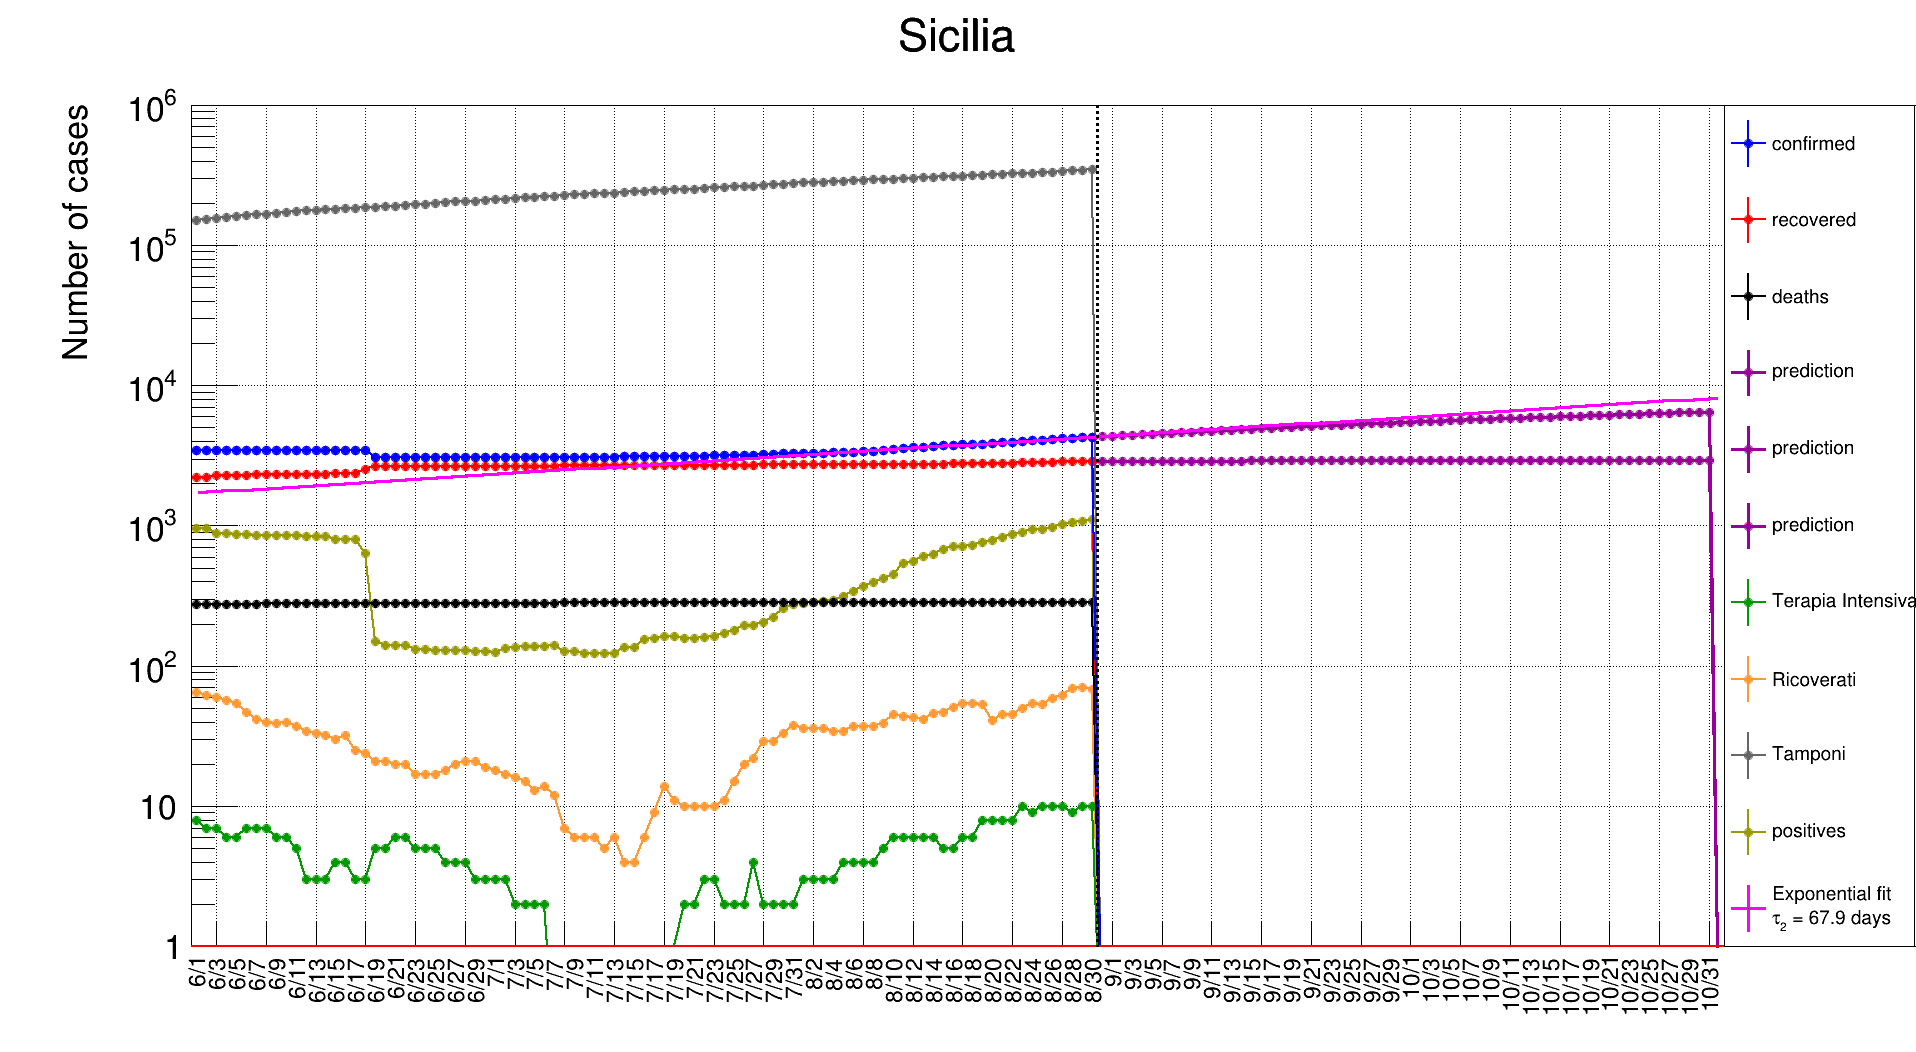 Sicilia
Number of cases
10^6
10^5
10^4
10^3
10^2
10
1
6/1 6/3 6/5 6/7 6/9 6/11 6/13 6/15 6/17 6/19 6/21 6/23 6/25 6/27 6/29 7/1 7/3 7/5 7/7 7/9 7/11 7/13 7/15 7/17 7/19 7/21 7/23 7/25 7/27 7/29 7/31 8/2 8/4 8/6 8/8 8/10 8/12 8/14 8/16 8/18 8/20 8/22 8/24 8/26 8/28 8/30 9/1 9/3 9/5 9/7 9/9 9/11 9/13 9/15 9/17 9/19 9/21 9/23 9/25 9/27 9/29 10/1 10/3 10/5 10/7 10/9 10/11 10/13 10/15 10/17 10/19 10/21 10/23 10/25 10/27 10/29 10/31
confirmed
recovered
deaths
prediction
prediction
prediction
Terapia Intensiva
Ricoverati
Tamponi
positives
Exponential fit
τ_2 = 67.9 days